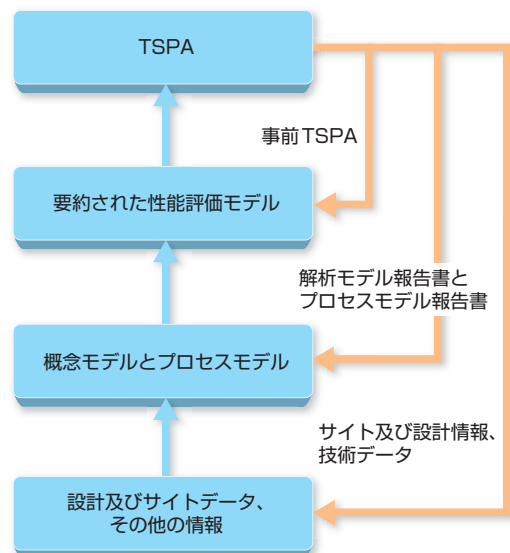 TSPA
事前TSPA
要約された性能評価モデル
解析モデル報告書と
プロセスモデル報告書
概念モデルとプロセスモデル
サイト及び設計情報、
技術データ
設計及びサイトデータ、
その他の情報